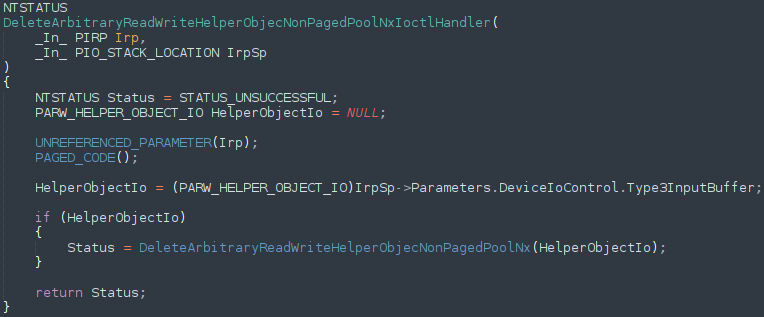 NTSTATUS
DeleteArbitraryReadWriteHelperObjecNonPagedPoolNxIoctlHandler(
    _In_ PIRP Irp,
    _In_ PIO_STACK_LOCATION IrpSp
)
{
    NTSTATUS Status = STATUS_UNSUCCESSFUL;
    PARW_HELPER_OBJECT_IO HelperObjectIo = NULL;

    UNREFERENCED_PARAMETER(Irp);
    PAGED_CODE();

    HelperObjectIo = (PARW_HELPER_OBJECT_IO)IrpSp->Parameters.DeviceIoControl.Type3InputBuffer;

    if (HelperObjectIo)
    {
        Status = DeleteArbitraryReadWriteHelperObjecNonPagedPoolNx(HelperObjectIo);
    }

    return Status;
}